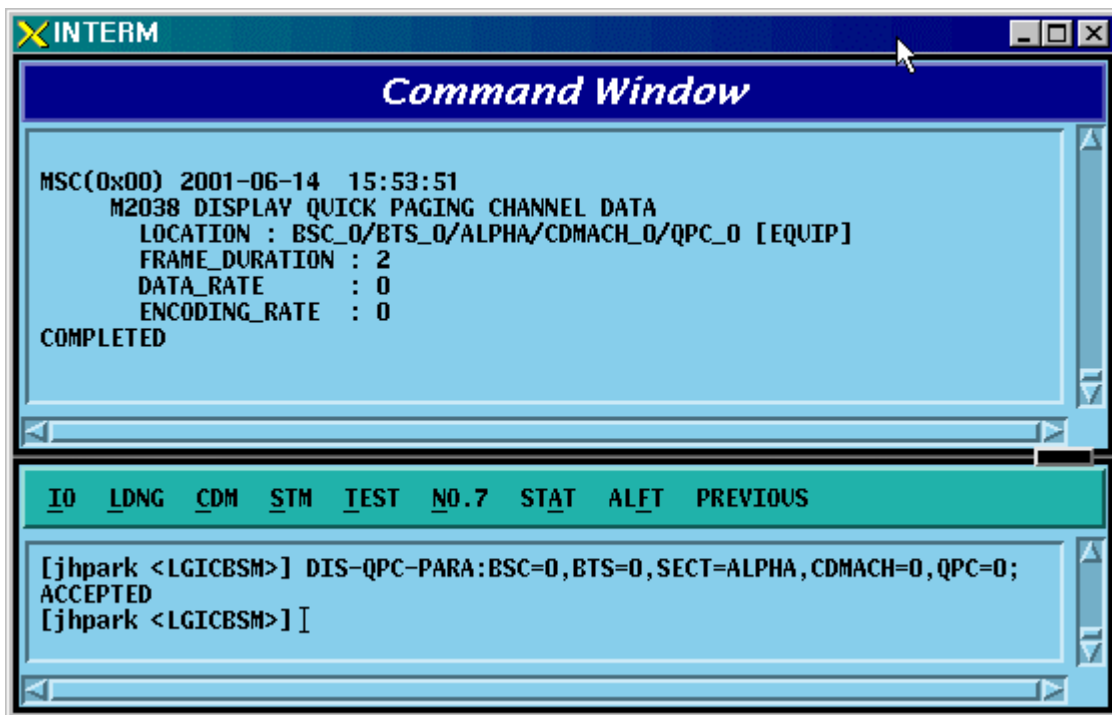 INTERM
Command Window
MSC(0x00) 2001-06-14 15:53:51
M2038 DISPLAY QUICK PAGING CHANNEL DATA
LOCATION : BSC_0/BTS_0/ALPHA/CDMACH_0/QPC_0 [EQUIP]
FRAME_DURATION : 2
DATA_RATE : 0
ENCODING_RATE : 0
COMPLETED
IO LDNG CDM STM TEST NO.7 STAT ALFT PREVIOUS
[jhpark <LGICBSM>] DIS-QPC-PARA:BSC=0,BTS=0,SECT=ALPHA,CDMACH=0,QPC=0;
ACCEPTED
[jhpark <LGICBSM>]